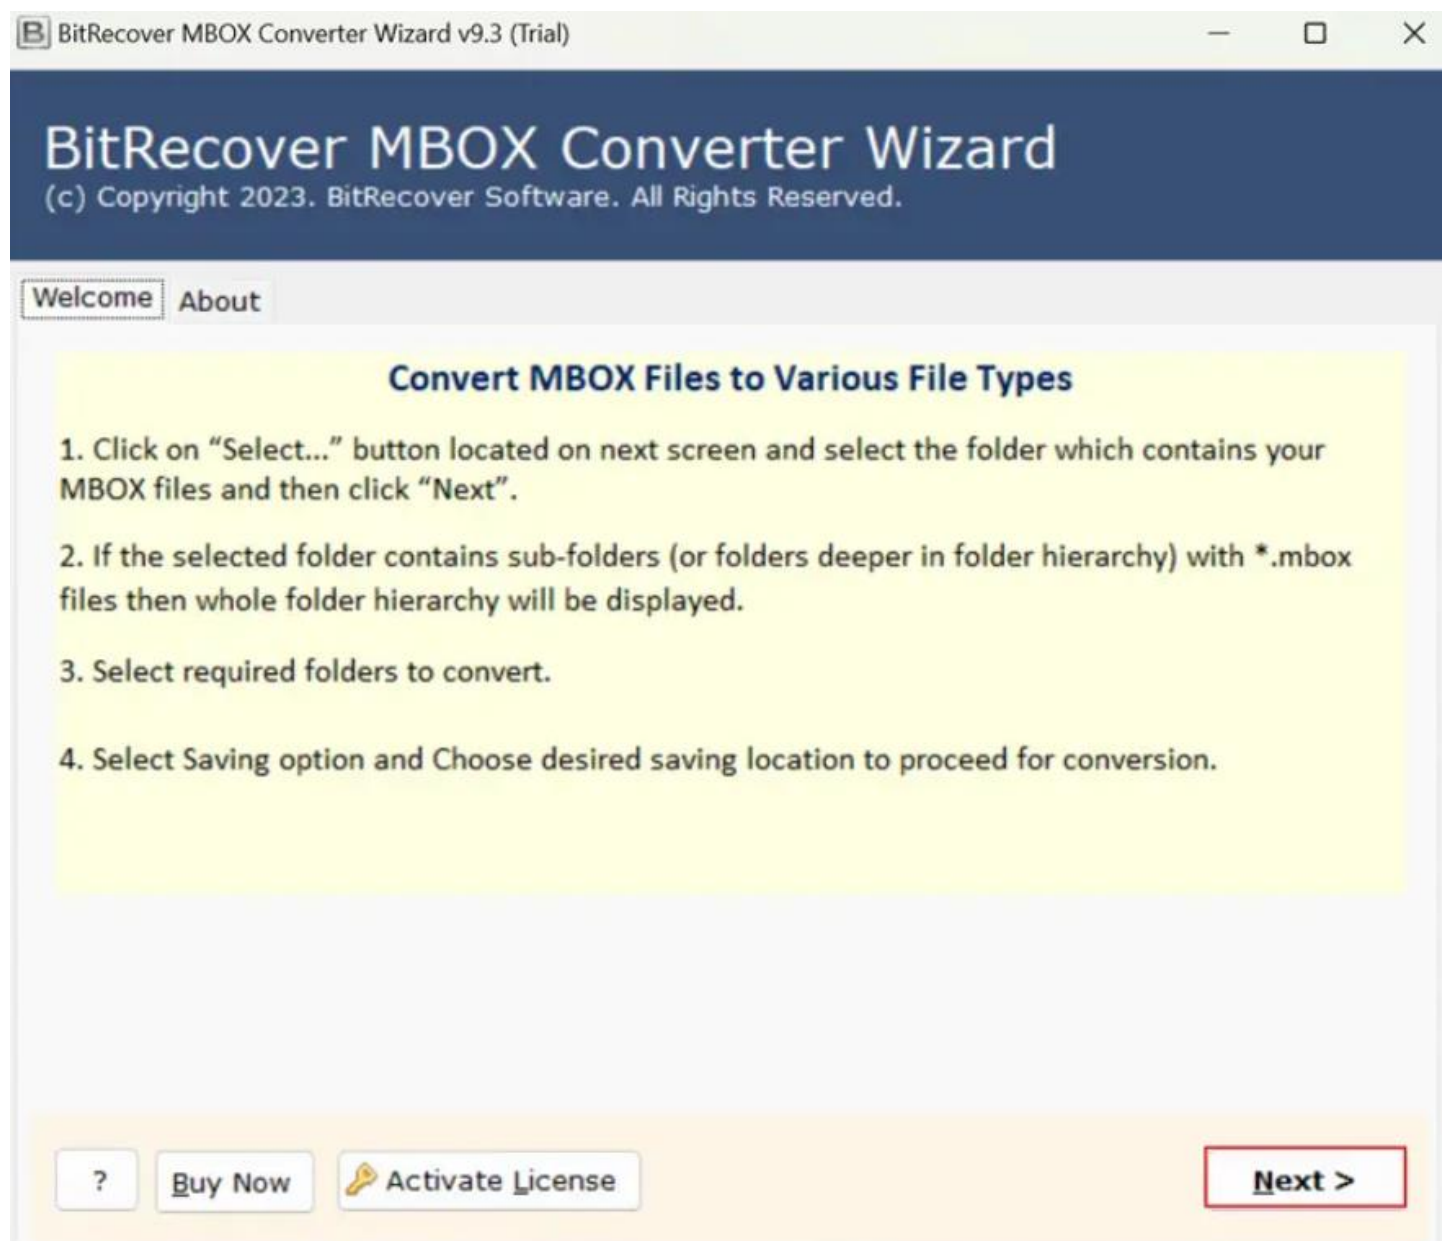 BitRecover MBOX Converter Wizard v9.3 (Trial)
BitRecover MBOX Converter Wizard
(c) Copyright 2023. BitRecover Software. All Rights Reserved.
Welcome About
Convert MBOX Files to Various File Types
1. Click on “Select...” button located on next screen and select the folder which contains your
MBOX files and then click “Next”.
2. If the selected folder contains sub-folders (or folders deeper in folder hierarchy) with *.mbox
files then whole folder hierarchy will be displayed.
3. Select required folders to convert.
4. Select Saving option and Choose desired saving location to proceed for conversion.
? Buy Now Activate License Next >